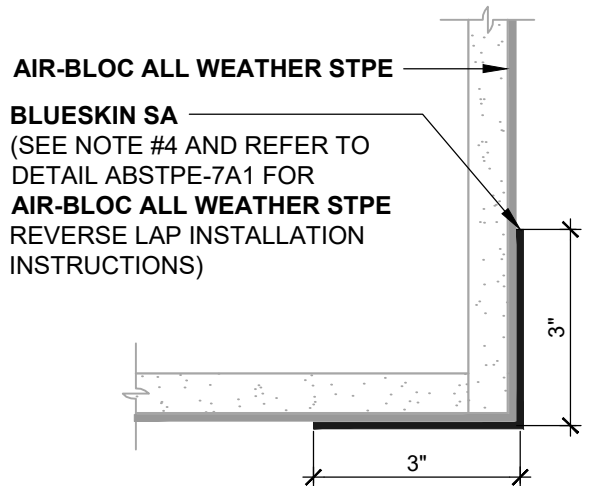 AIR-BLOC ALL WEATHER STPE
BLUESKIN SA
(SEE NOTE #4 AND REFER TO
DETAIL ABSTPE-7A1 FOR
AIR-BLOC ALL WEATHER STPE
REVERSE LAP INSTALLATION
INSTRUCTIONS)
3"
3"